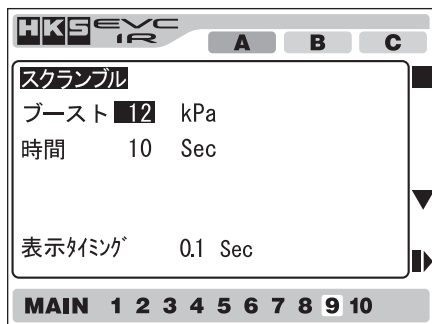 HKS EVC IR
A B C
スクランブル
ブースト 12 kPa
時間 10 Sec
表示ﾀｲﾐﾝｸﾞ 0.1 Sec
MAIN 1 2 3 4 5 6 7 8 9 10